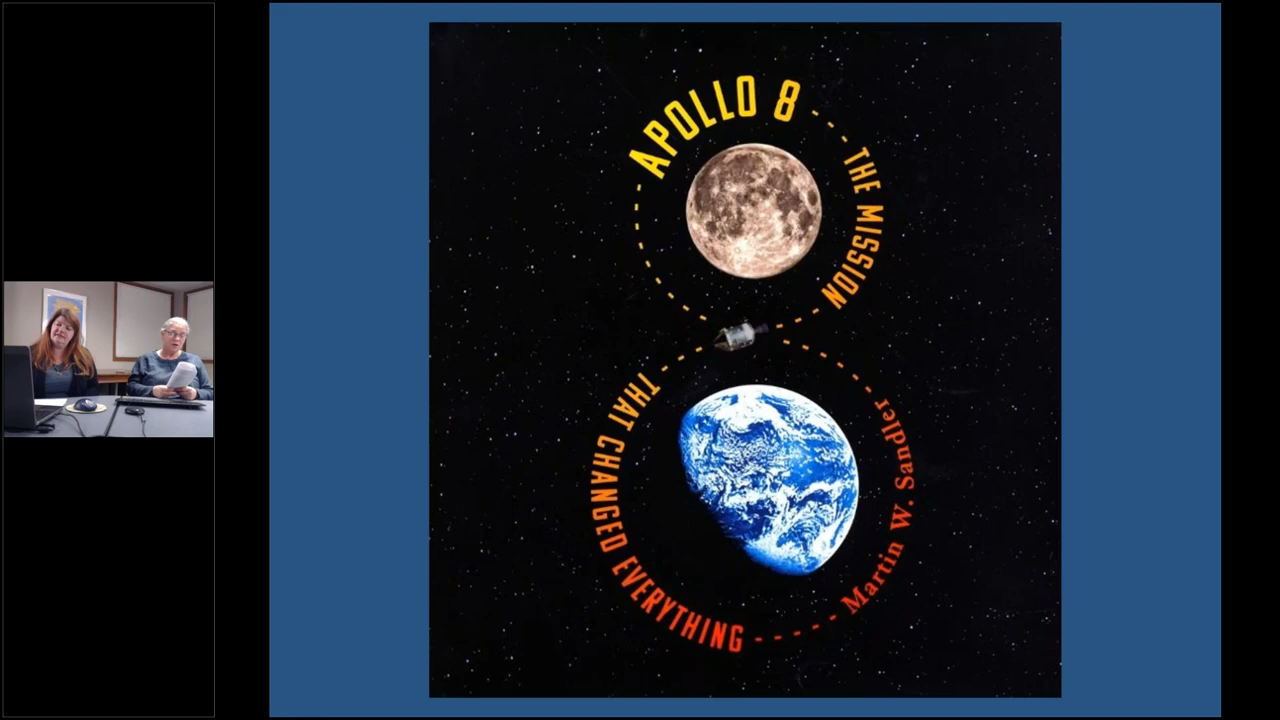 APOLLO 8
THE MISSION
THAT CHANGED EVERYTHING
Martin W. Sandler